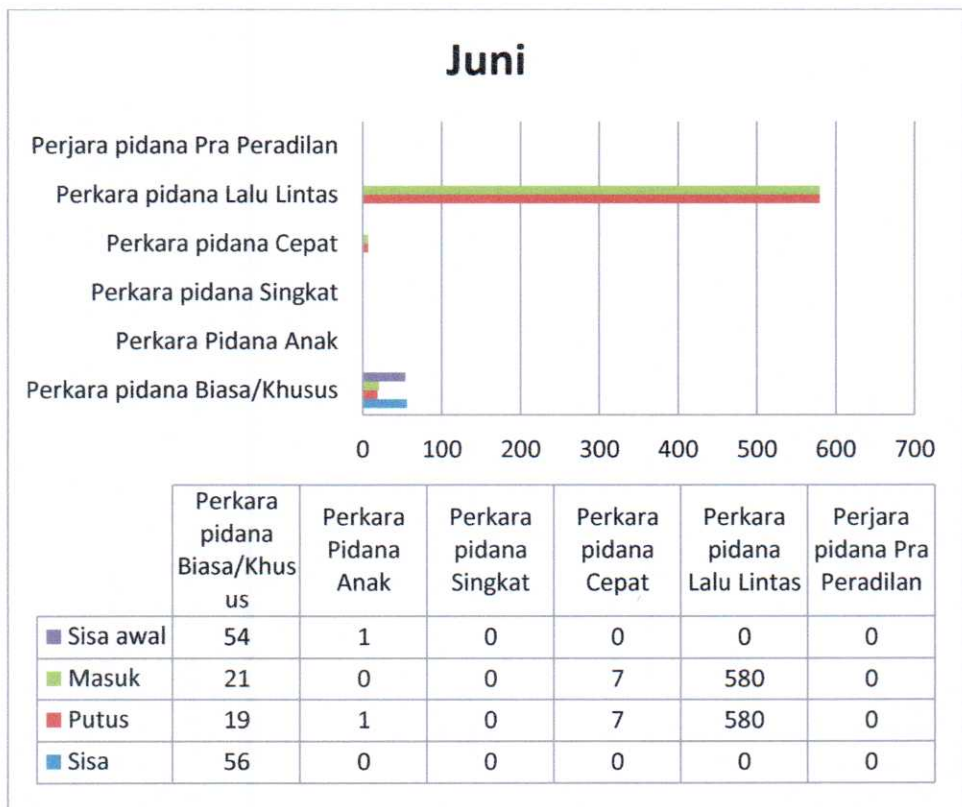 Juni
Perjara pidana Pra Peradilan
Perkara pidana Lalu Lintas
Perkara pidana Cepat
Perkara pidana Singkat
Perkara Pidana Anak
Perkara pidana Biasa/Khusus
0 100 200 300 400 500 600 700
Perkara pidana Biasa/Khus us
Perkara Pidana Anak
Perkara pidana Singkat
Perkara pidana Cepat
Perkara pidana Lalu Lintas
Perjara pidana Pra Peradilan
Sisa awal 54 1 0 0 0 0
Masuk 21 0 0 7 580 0
Putus 19 1 0 7 580 0
Sisa 56 0 0 0 0 0